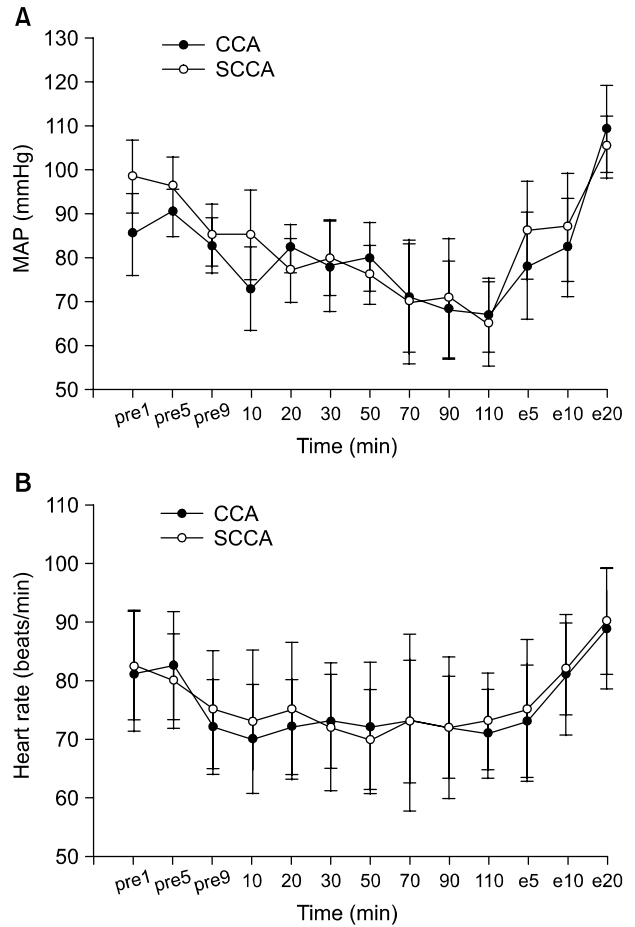 A
CCA
SCCA
130
120
110
100
90
80
70
60
50
MAP (mmHg)
pre1 pre5 pre9 10 20 30 50 70 90 110 e5 e10 e20
Time (min)
B
CCA
SCCA
110
100
90
80
70
60
50
Heart rate (beats/min)
pre1 pre5 pre9 10 20 30 50 70 90 110 e5 e10 e20
Time (min)